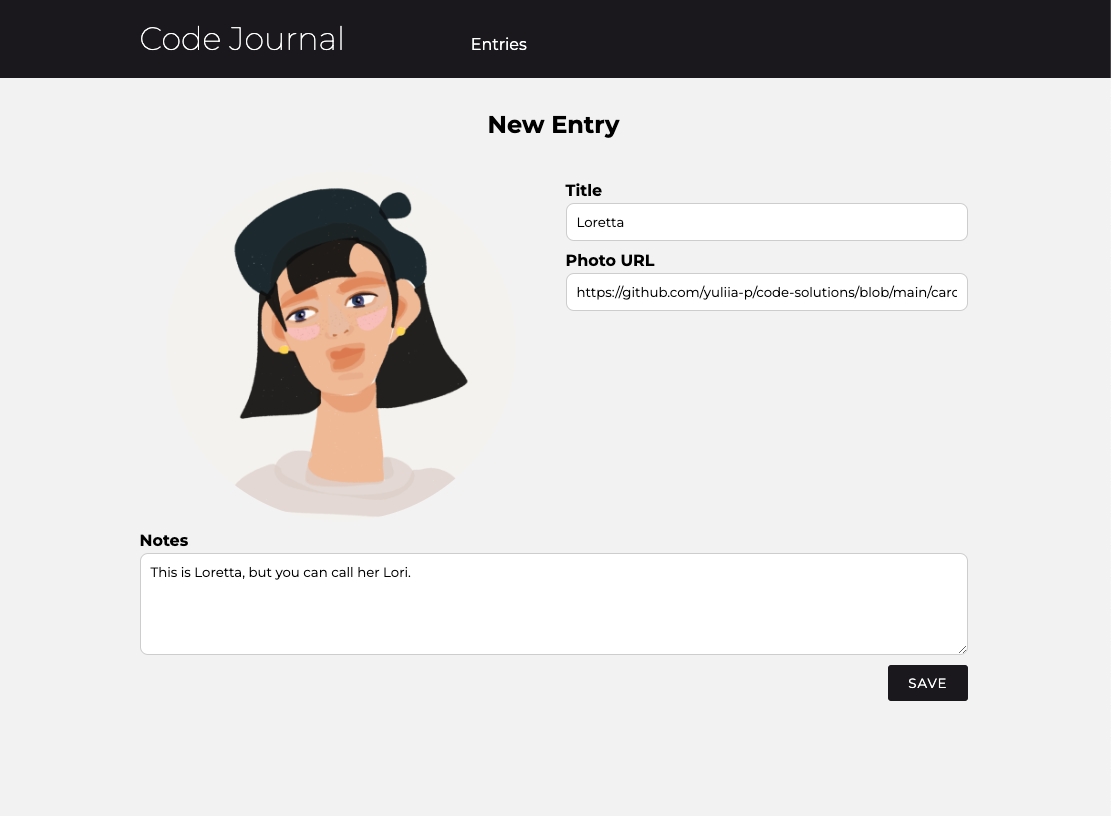 Code Journal
Entries
New Entry
Title
Loretta
Photo URL
https://github.com/yuliia-p/code-solutions/blob/main/carc
Notes
This is Loretta, but you can call her Lori.
SAVE